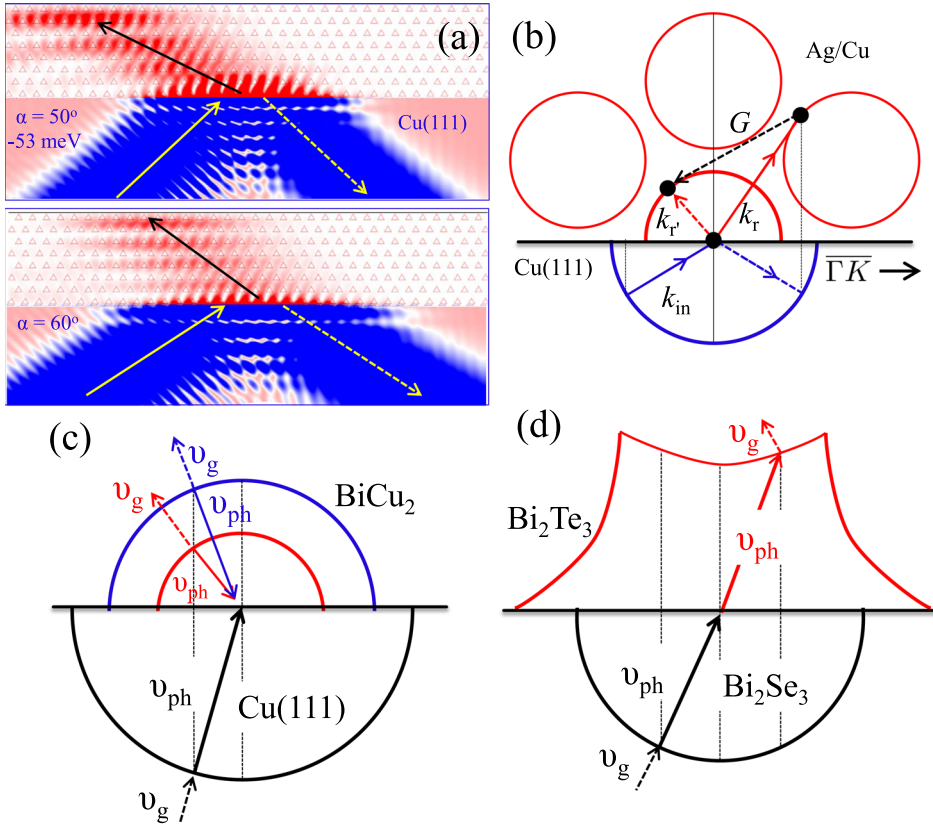 (a)
α = 50°
-53 meV
Cu(111)
α = 60°
(b)
Ag/Cu
G
k_r'
k_r
Cu(111)
k_in
Γ̅K̅
(c)
υ_g
υ_g
υ_ph
BiCu₂
υ_ph
υ_ph
Cu(111)
υ_g
(d)
υ_g
Bi₂Te₃
υ_ph
υ_ph
Bi₂Se₃
υ_g